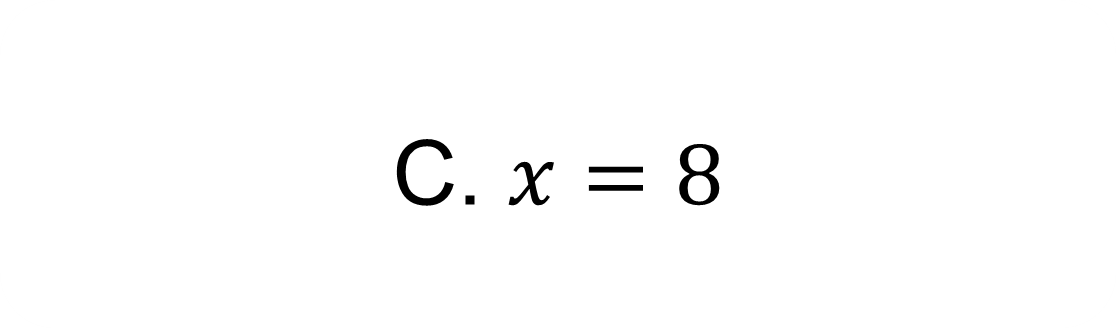 C. x = 8